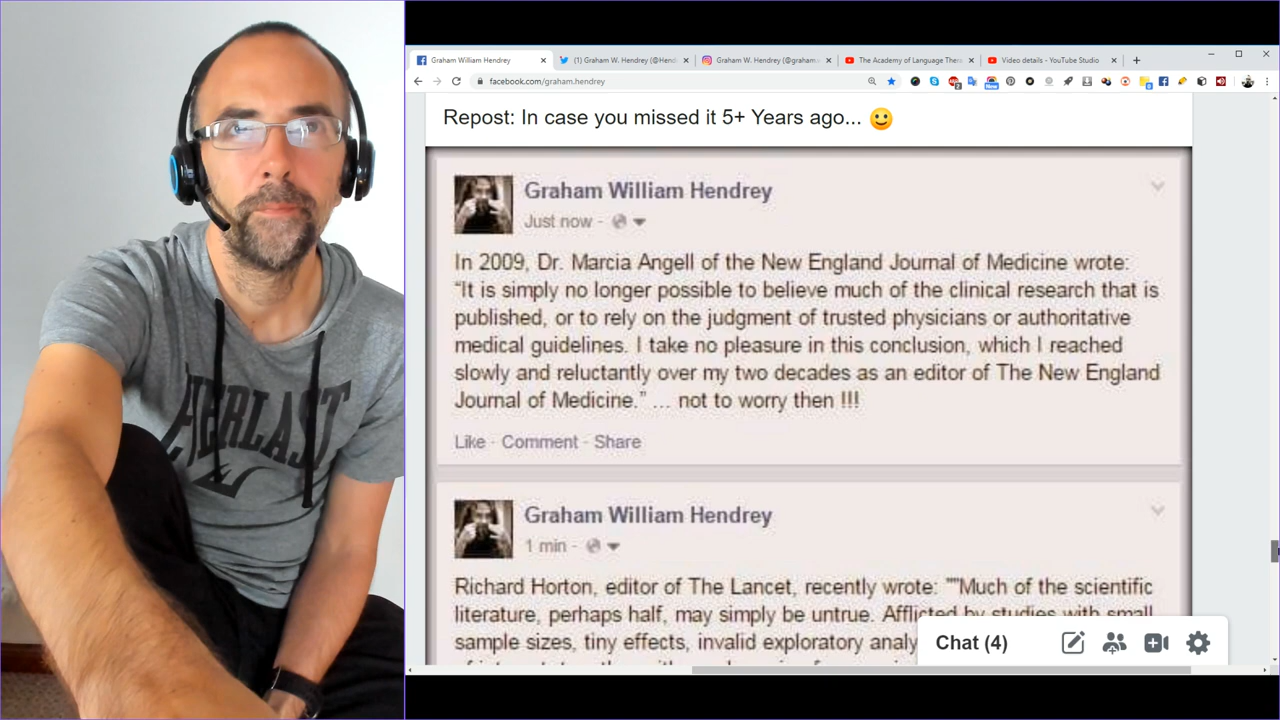 Graham William Hendrey
(1) Graham W. Hendrey (@Hend
Graham W. Hendrey (@graham
The Academy of Language Ther
Video details - YouTube Studio
facebook.com/graham.hendrey
New
Repost: In case you missed it 5+ Years ago...
Graham William Hendrey
Just now
In 2009, Dr. Marcia Angell of the New England Journal of Medicine wrote:
“It is simply no longer possible to believe much of the clinical research that is
published, or to rely on the judgment of trusted physicians or authoritative
medical guidelines. I take no pleasure in this conclusion, which I reached
slowly and reluctantly over my two decades as an editor of The New England
Journal of Medicine.” … not to worry then !!!
Like · Comment · Share
Graham William Hendrey
1 min
Richard Horton, editor of The Lancet, recently wrote: ""Much of the scientific
literature, perhaps half, may simply be untrue. Afflicted by studies with small
sample sizes, tiny effects, invalid exploratory analy
Chat (4)
EVERLAST